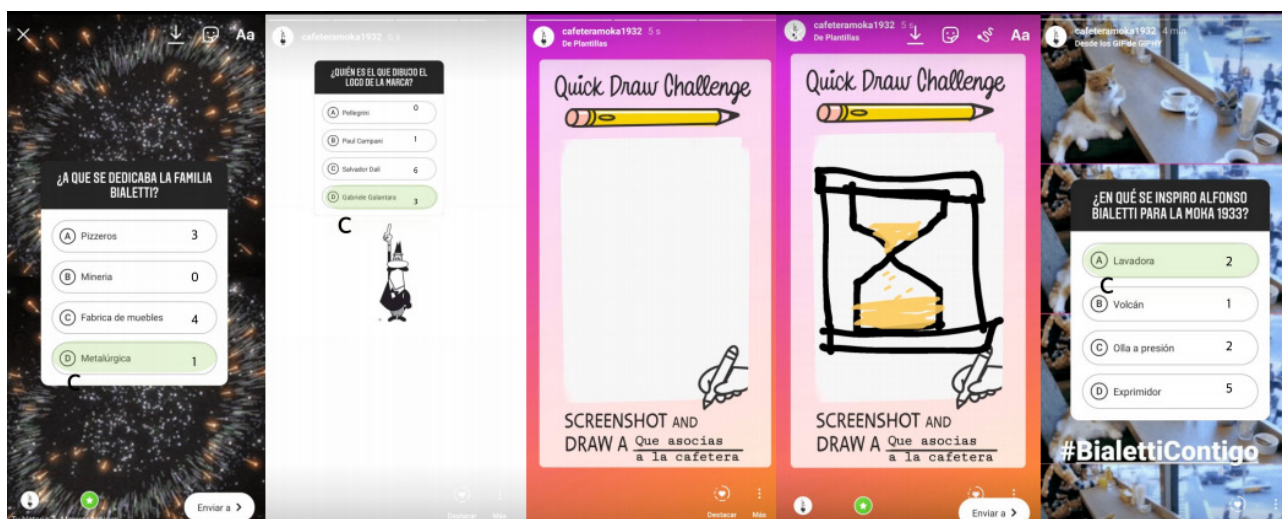 Aa
¿A QUE SE DEDICABA LA FAMILIA
BIALETTI?
A Pizzeros 3
B Mineria 0
C Fabrica de muebles 4
D Metalúrgica 1
C
Enviar a >
cafeteramoka1932 6 s
¿QUIÉN ES EL QUE DIBUJO EL
LOGO DE LA MARCA?
A Pellegrini 0
B Paul Campani 1
C Salvador Dalí 6
D Gabriele Galantara 3
C
Destacar Más
cafeteramoka1932 5 s
De Plantillas
Quick Draw Challenge
SCREENSHOT AND
DRAW A Que asocias
a la cafetera
Destacar Más
cafeteramoka1932 5 s
De Plantillas
Aa
Quick Draw Challenge
SCREENSHOT AND
DRAW A Que asocias
a la cafetera
Enviar a >
cafeteramoka1932 4 min
Desde los GIF de GIPHY
¿EN QUÉ SE INSPIRO ALFONSO
BIALETTI PARA LA MOKA 1933?
A Lavadora 2
C
B Volcán 1
C Olla a presión 2
D Exprimidor 5
#BialettiContigo